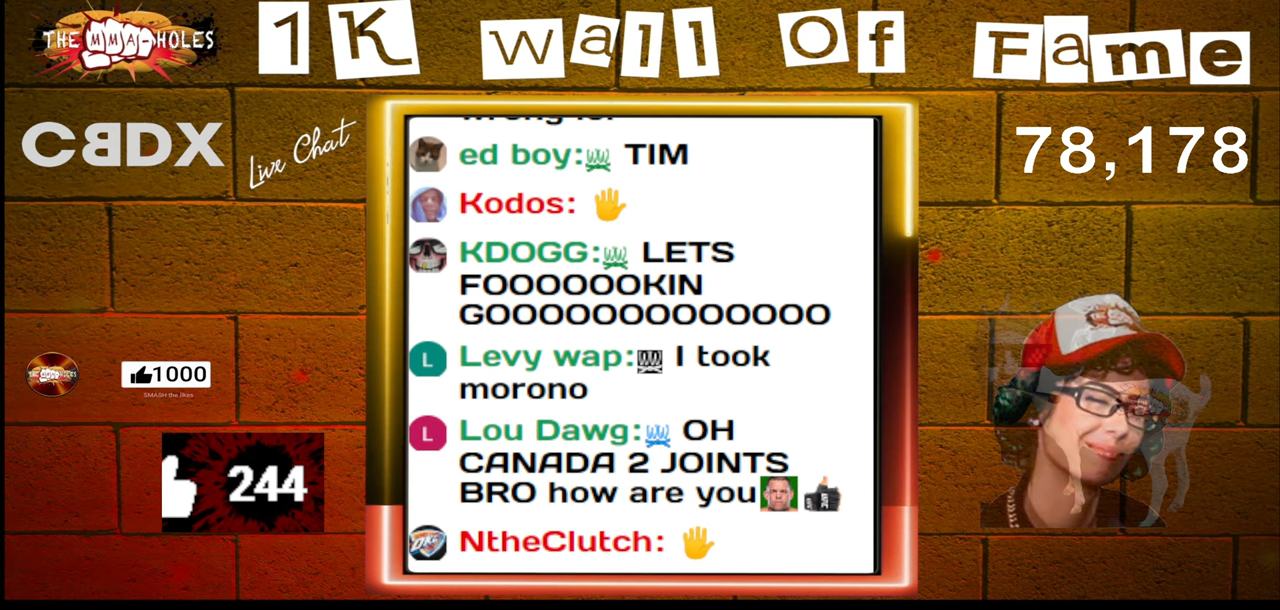 THE MMA-HOLES
1K Wall Of Fame
CBDX
Live Chat
78,178
ed boy: TIM
Kodos: 🖐
KDOGG: LETS
FOOOOOOKIN
GOOOOOOOOOOOOOO
Levy wap: I took
morono
L
Lou Dawg: OH
CANADA 2 JOINTS
BRO how are you
L
NtheClutch: 🖐
OKC
1000
SMASH the likes
244